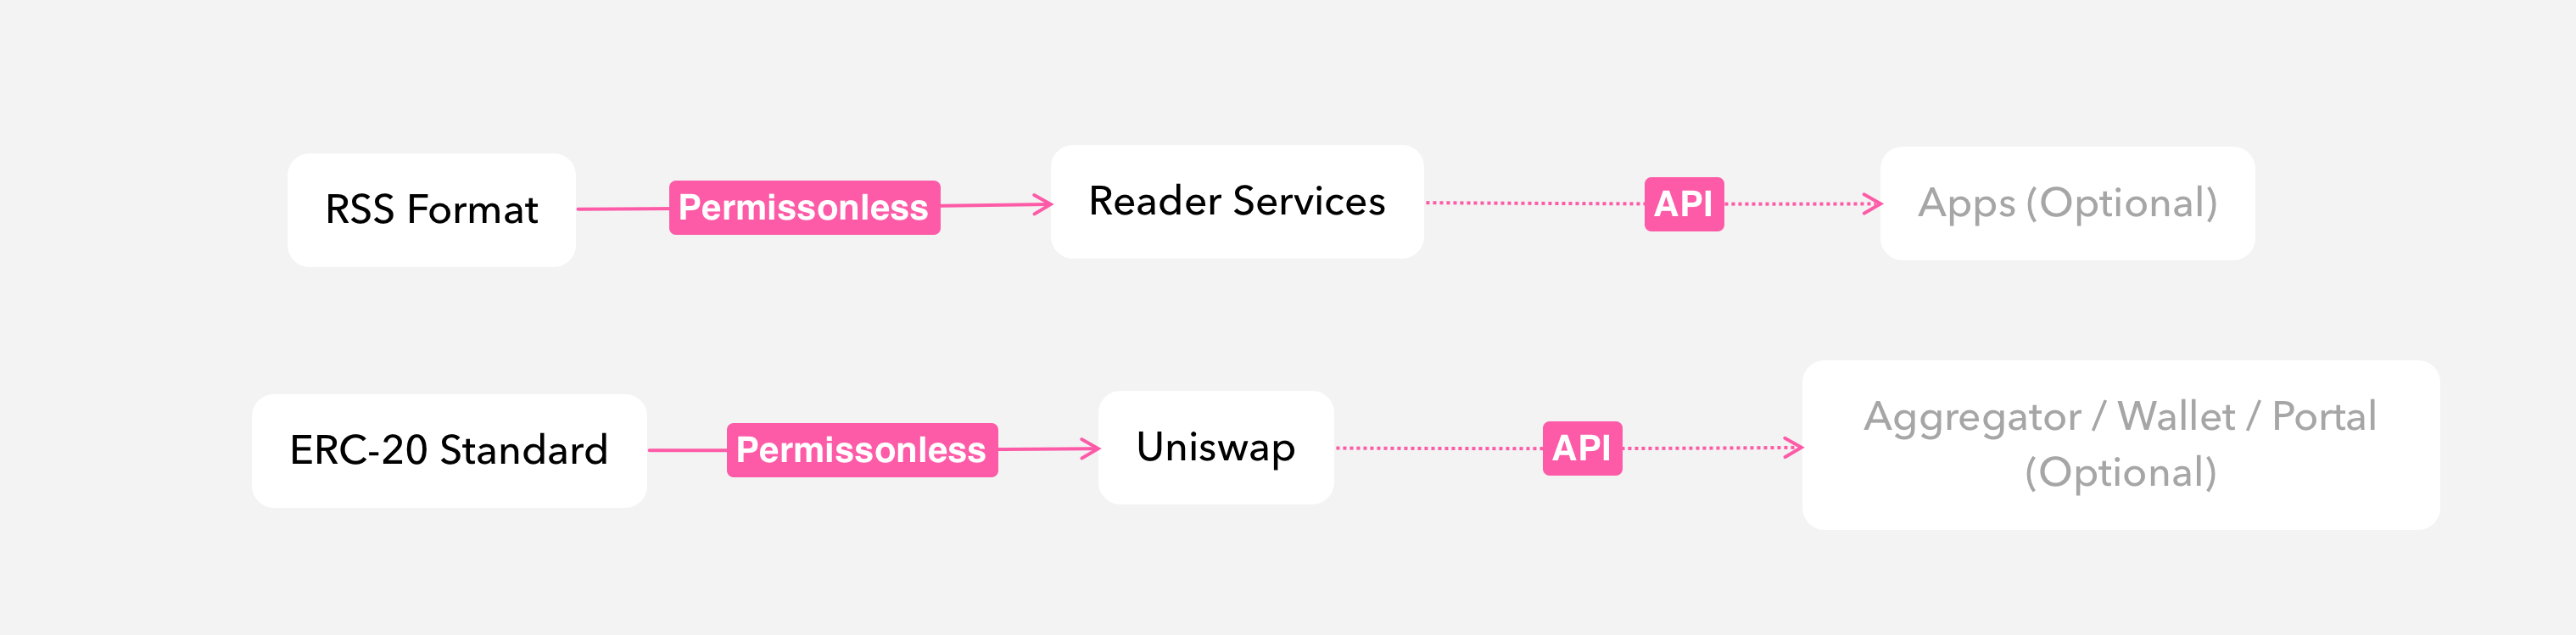 RSS Format
Permissonless
Reader Services
API
Apps (Optional)
ERC-20 Standard
Permissonless
Uniswap
API
Aggregator / Wallet / Portal
(Optional)